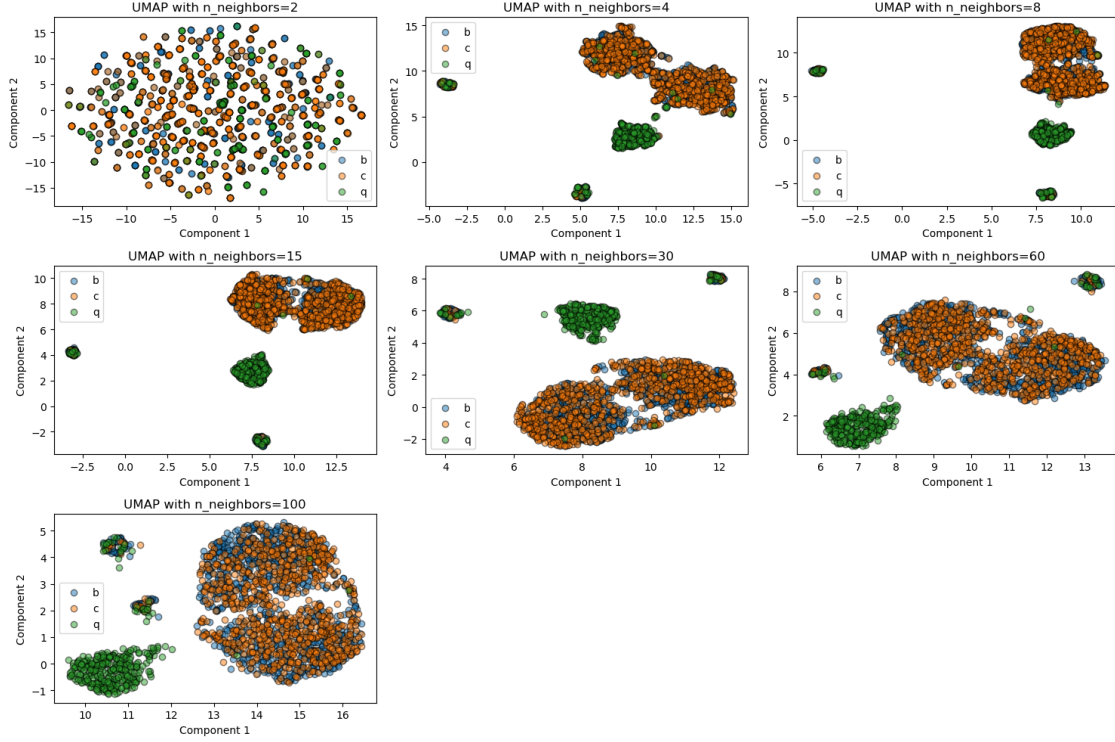 UMAP with n_neighbors=2
Component 2
15
10
5
0
−5
−10
−15
b
c
q
−15
−10
−5
0
5
10
15
Component 1
UMAP with n_neighbors=4
Component 2
15
10
5
0
b
c
q
−5.0
−2.5
0.0
2.5
5.0
7.5
10.0
12.5
15.0
Component 1
UMAP with n_neighbors=8
Component 2
10
5
0
−5
b
c
q
−5.0
−2.5
0.0
2.5
5.0
7.5
10.0
Component 1
UMAP with n_neighbors=15
Component 2
10
8
6
4
2
0
−2
b
c
q
−2.5
0.0
2.5
5.0
7.5
10.0
12.5
Component 1
UMAP with n_neighbors=30
Component 2
8
6
4
2
0
−2
b
c
q
4
6
8
10
12
Component 1
UMAP with n_neighbors=60
Component 2
8
6
4
2
b
c
q
6
7
8
9
10
11
12
13
Component 1
UMAP with n_neighbors=100
Component 2
5
4
3
2
1
0
−1
b
c
q
10
11
12
13
14
15
16
Component 1